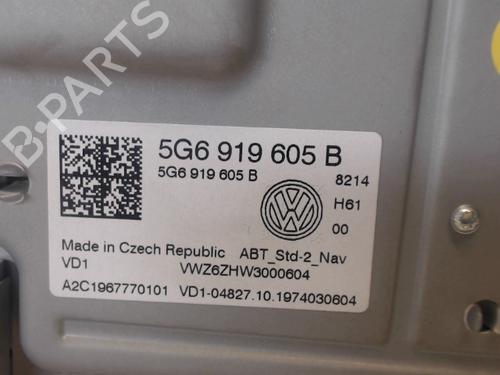 B-PARTS
5G6 919 605 B
5G6 919 605 B
8214
H61
00
Made in Czech Republic ABT_Std-2_Nav
VD1 VWZ6ZHW3000604
A2C1967770101 VD1-04827.10.1974030604